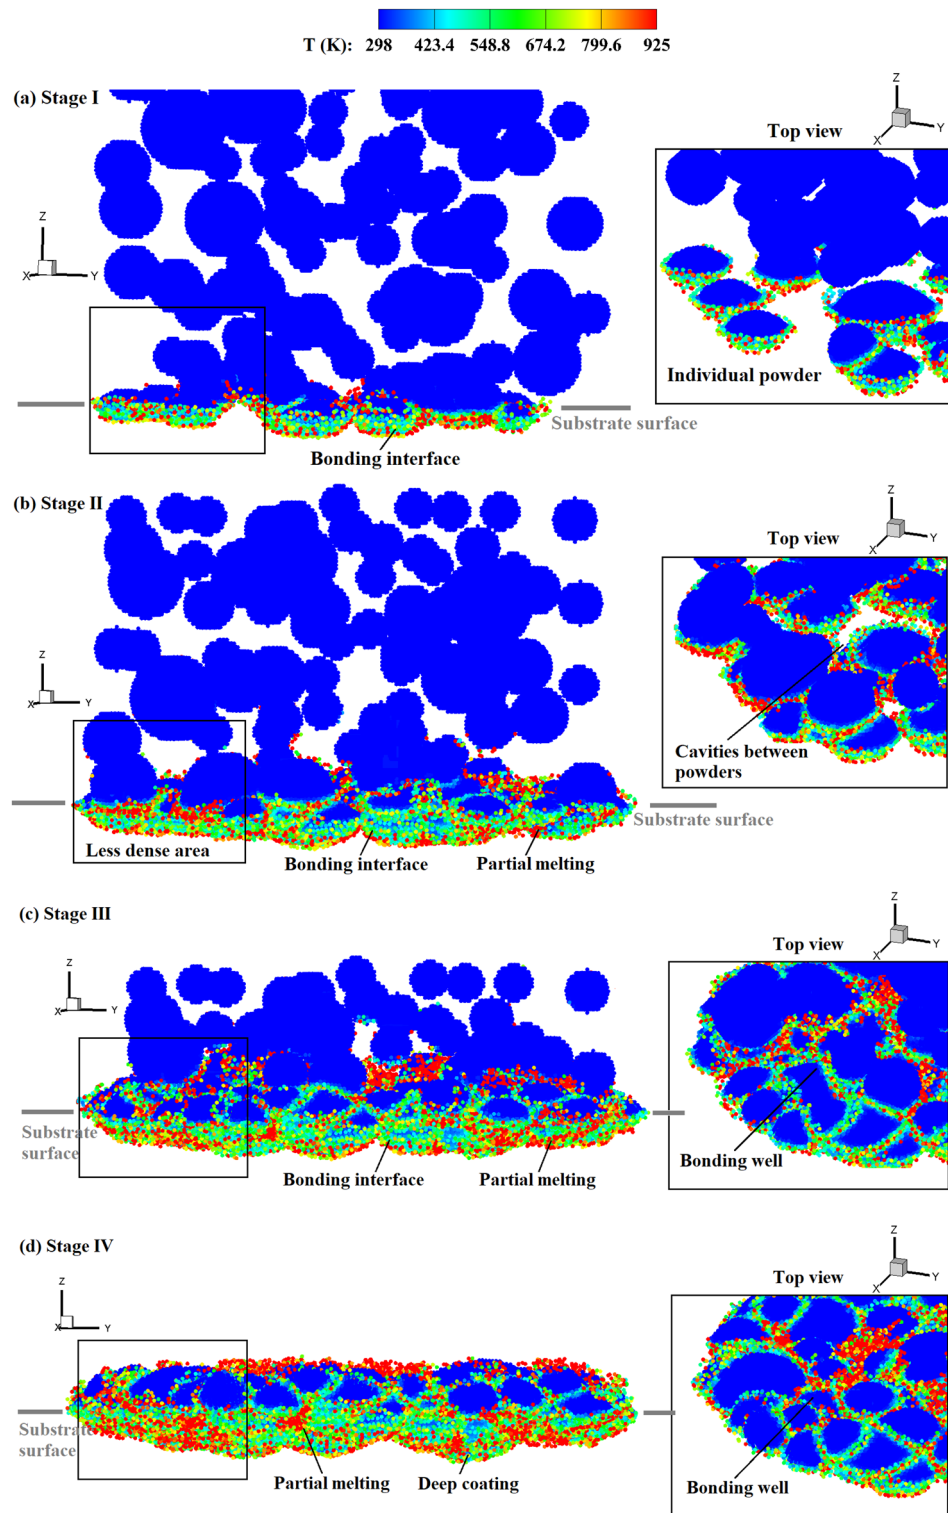 T (K): 298 423.4 548.8 674.2 799.6 925
(a) Stage I
Z
X Y
Top view
Z
X Y
Individual powder
Substrate surface
Bonding interface
(b) Stage II
Z
X Y
Top view
Z
X Y
Cavities between
powders
Substrate surface
Less dense area
Bonding interface
Partial melting
(c) Stage III
Z
X Y
Top view
Z
X Y
Substrate
surface
Bonding interface
Partial melting
Bonding well
(d) Stage IV
Z
X Y
Top view
Z
X Y
Substrate
surface
Partial melting
Deep coating
Bonding well